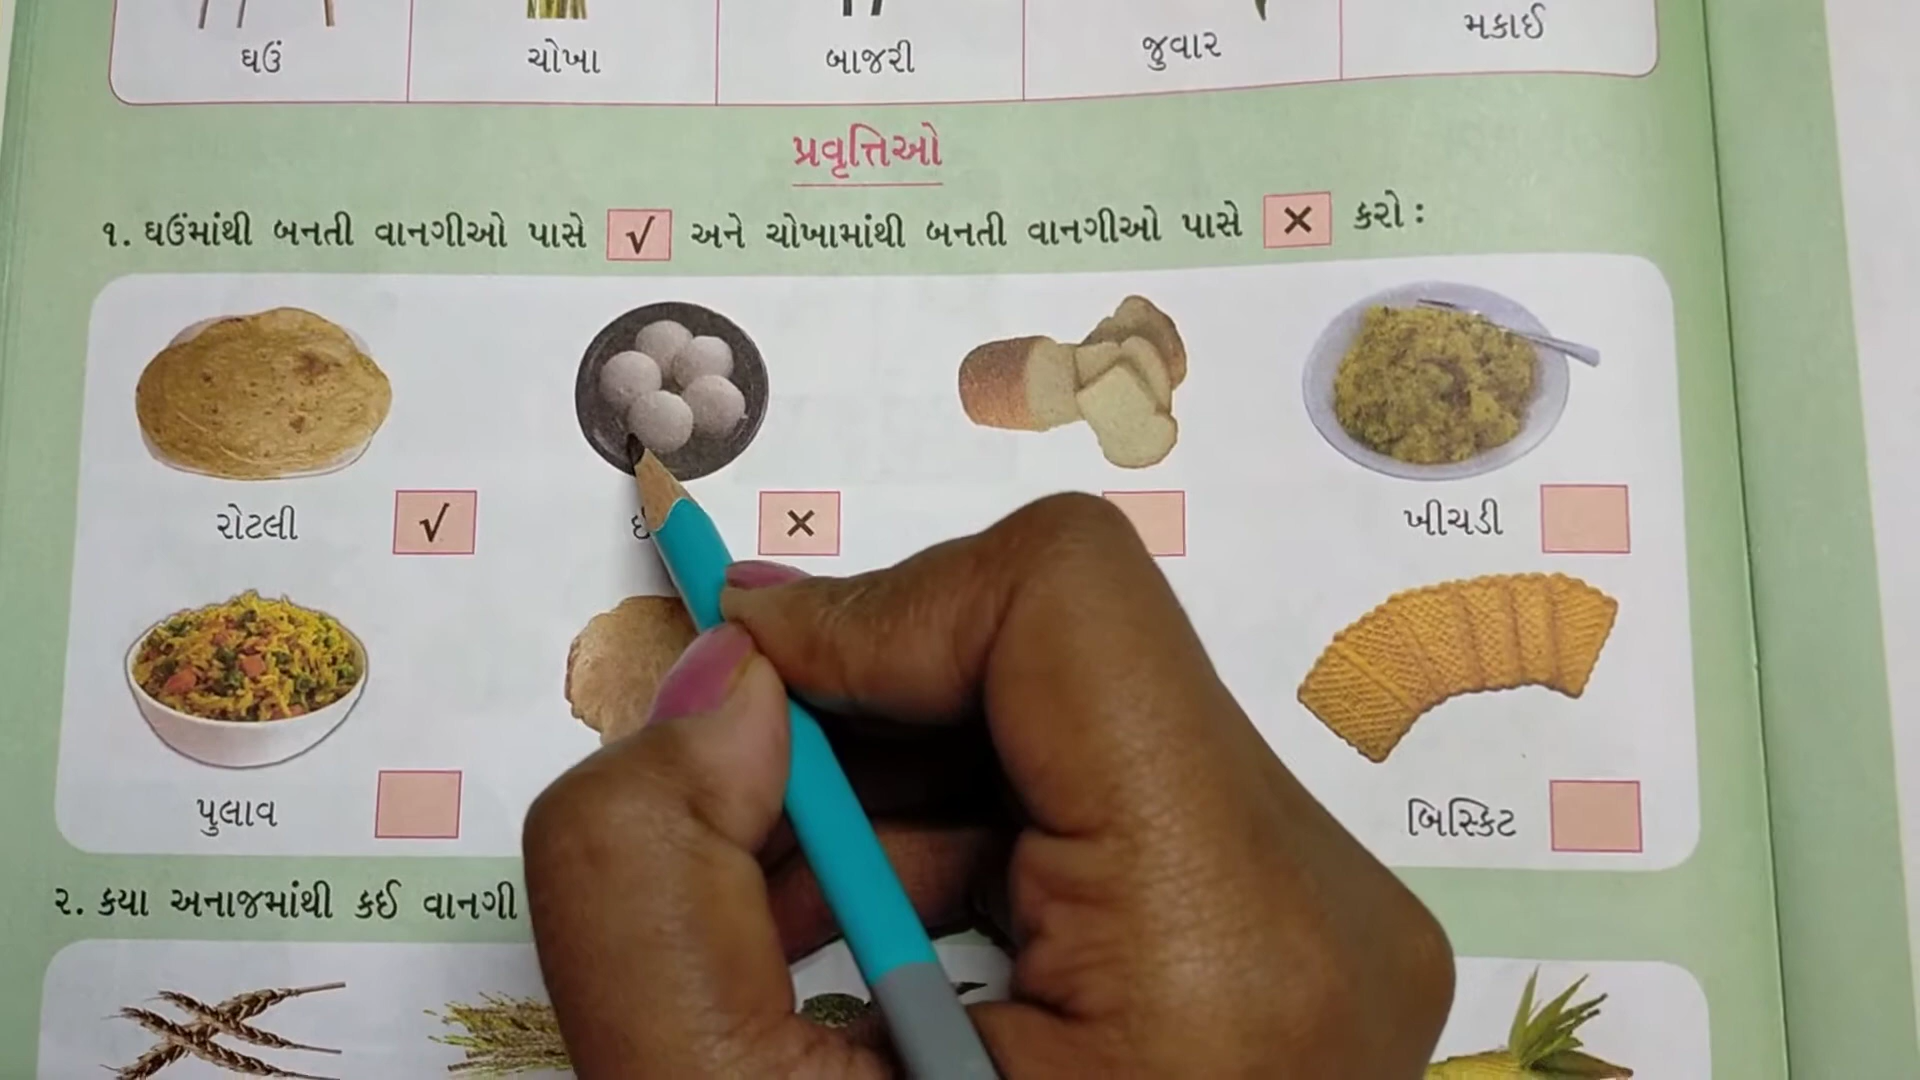 ઘઉં ચોખા બાજરી જુવાર મકાઈ
પ્રવૃત્તિઓ
૧. ઘઉંમાંથી બનતી વાનગીઓ પાસે √ અને ચોખામાંથી બનતી વાનગીઓ પાસે × કરો :
રોટલી √ × ખીચડી
પુલાવ બિસ્કિટ
૨. કયા અનાજમાંથી કઈ વાનગી